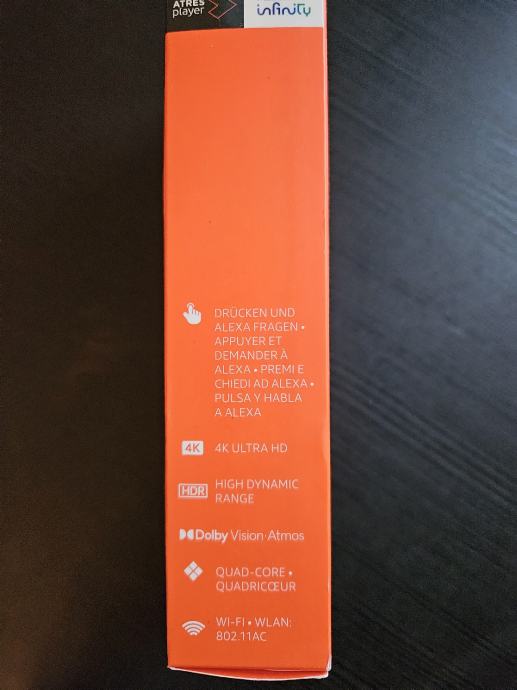 ATRES
player
infinity
DRÜCKEN UND
ALEXA FRAGEN •
APPUYER ET
DEMANDER À
ALEXA • PREMI E
CHIEDI AD ALEXA •
PULSA Y HABLA
A ALEXA
4K 4K ULTRA HD
HDR HIGH DYNAMIC
RANGE
Dolby Vision·Atmos
QUAD-CORE •
QUADRICŒUR
WI-FI • WLAN:
802.11AC